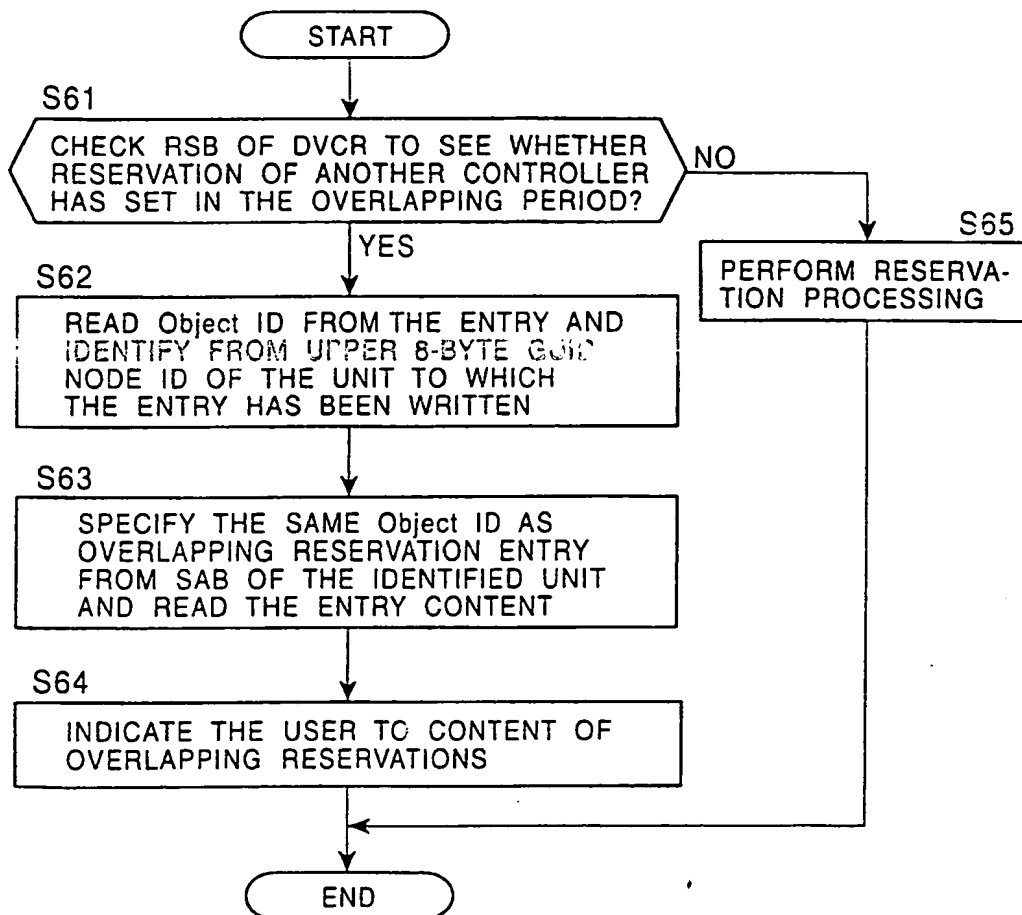 START
S61
CHECK RSB OF DVCR TO SEE WHETHER
RESERVATION OF ANOTHER CONTROLLER
HAS SET IN THE OVERLAPPING PERIOD?
NO
YES
S65
PERFORM RESERVA-
TION PROCESSING
S62
READ Object ID FROM THE ENTRY AND
IDENTIFY FROM UPPER 8-BYTE GUID
NODE ID OF THE UNIT TO WHICH
THE ENTRY HAS BEEN WRITTEN
S63
SPECIFY THE SAME Object ID AS
OVERLAPPING RESERVATION ENTRY
FROM SAB OF THE IDENTIFIED UNIT
AND READ THE ENTRY CONTENT
S64
INDICATE THE USER TO CONTENT OF
OVERLAPPING RESERVATIONS
END